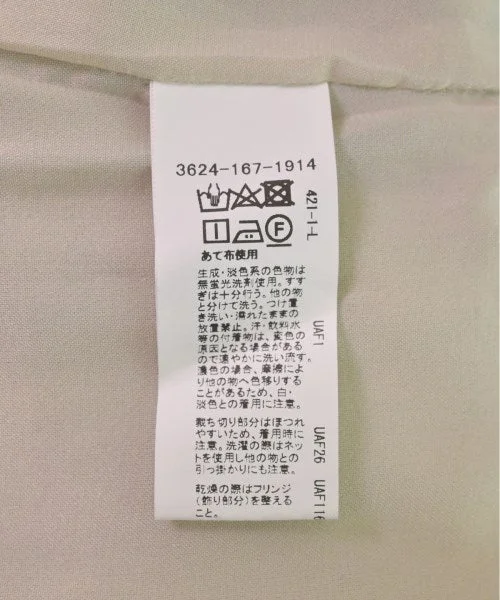 3624-167-1914
421-1-L
あて布使用
生成・淡色系の色物は
無蛍光洗剤使用。すす
ぎは十分行う。他の物
と分けて洗う。つけ置
き洗い・濡れたままの
放置禁止。汗・飲料水
等の付着物は、変色の
原因となる場合がある
ので速やかに洗い流す。
濃色の場合、摩擦によ
り他の物へ色移りする
ことがあるため、白・
淡色との着用に注意。
UAF1
裁ち切り部分はほつれ
やすいため、着用時に
注意。洗濯の際はネッ
トを使用し他の物との
引っ掛かりにも注意。
UAF26
乾燥の際はフリンジ
(飾り部分)を整える
こと。
UAF116